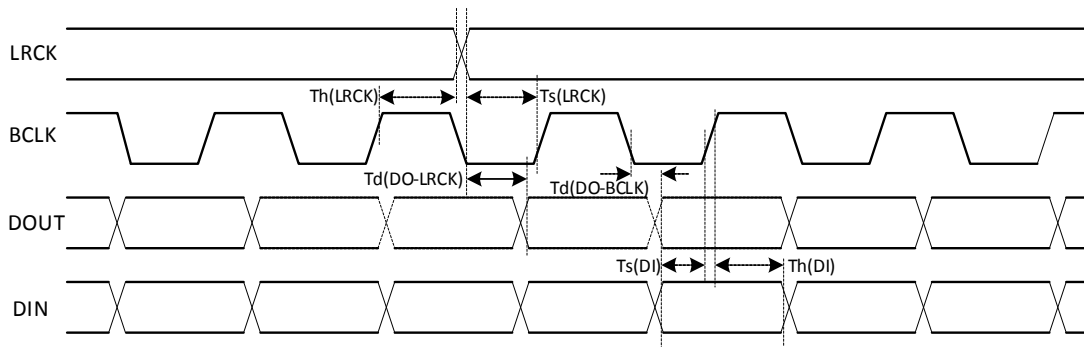 LRCK
Th(LRCK)
Ts(LRCK)
BCLK
Td(DO-LRCK)
Td(DO-BCLK)
DOUT
Ts(DI)
Th(DI)
DIN